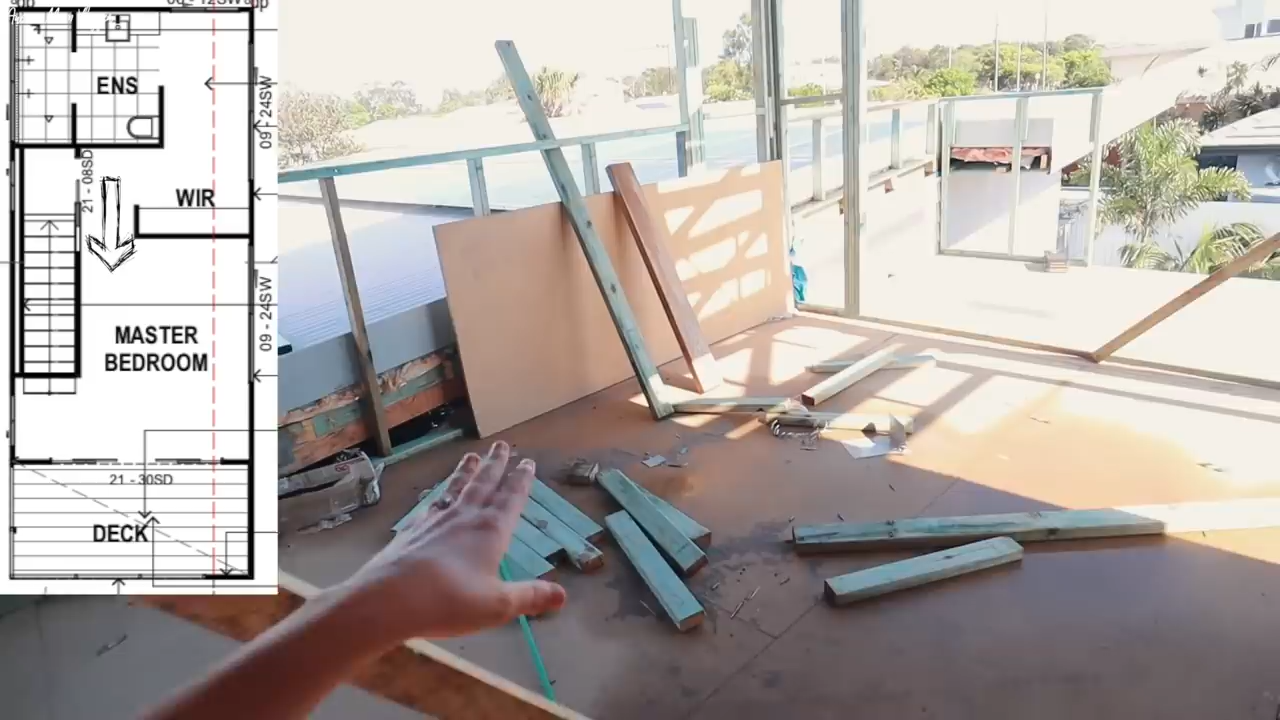 ENS
09 - 24SW
21 - 08SD
WIR
09 - 24SW
MASTER
BEDROOM
21 - 30SD
DECK